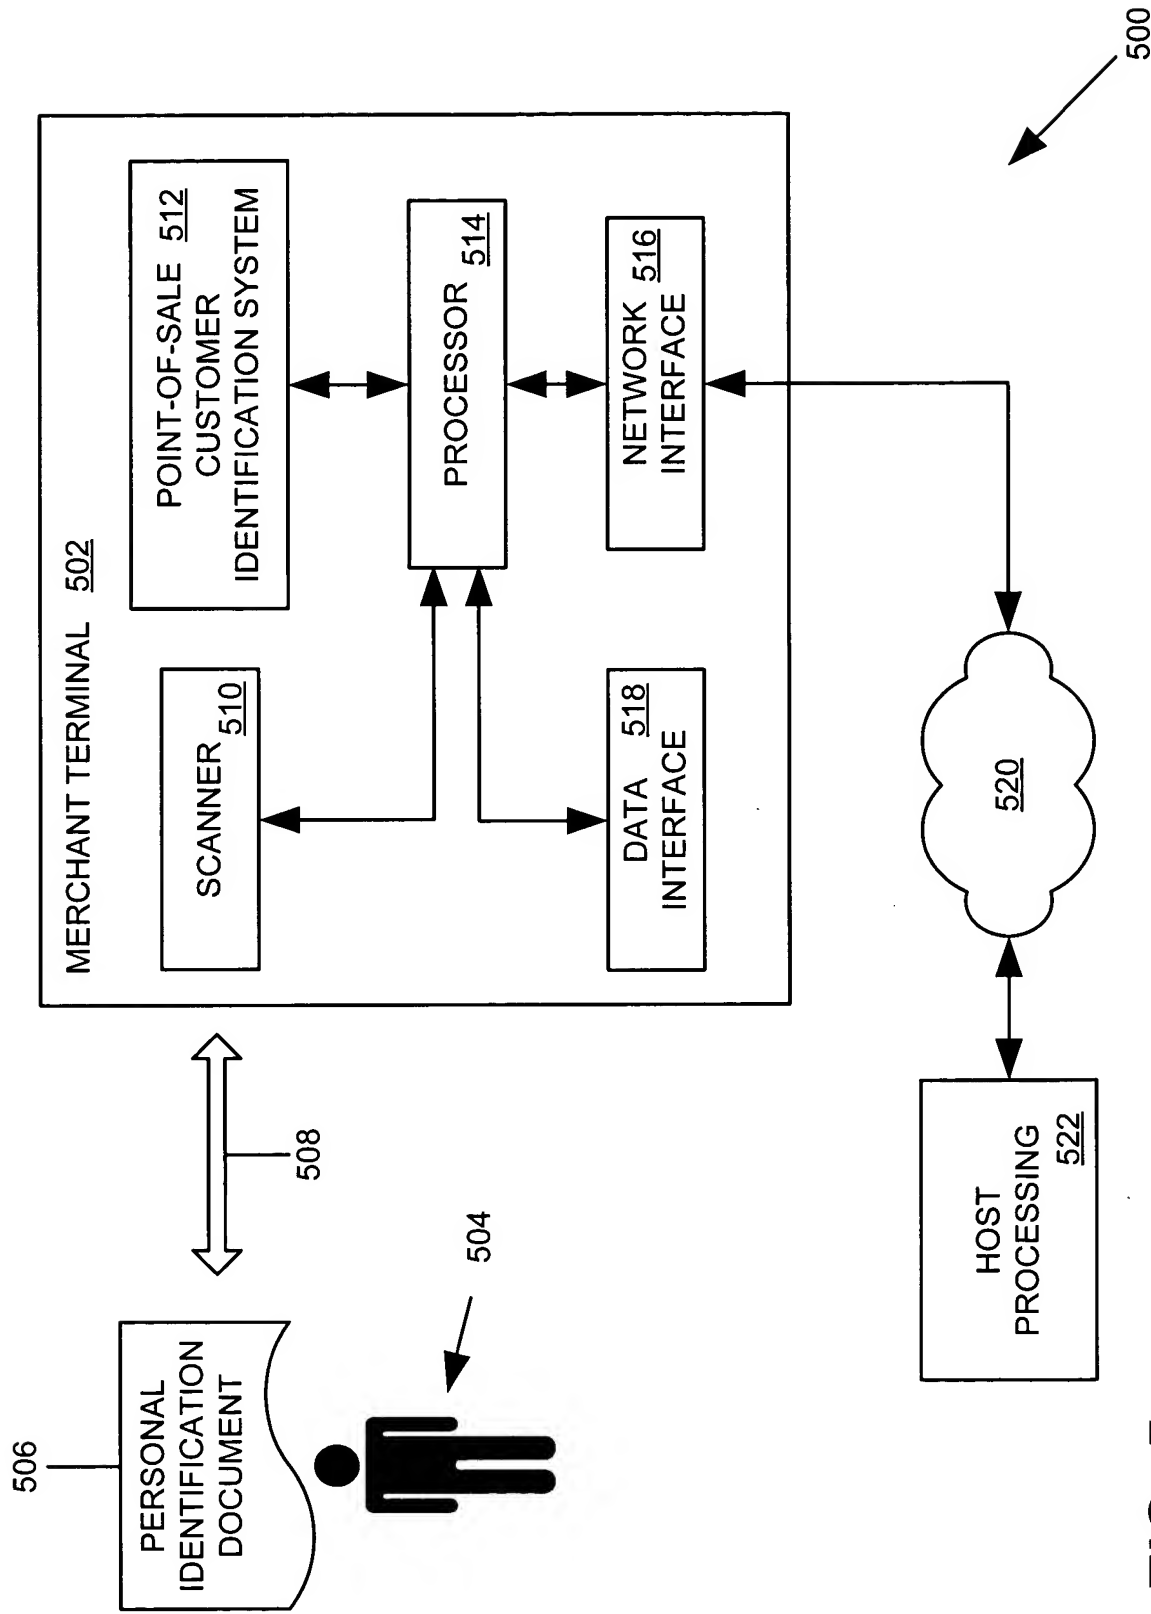 506
PERSONAL
IDENTIFICATION
DOCUMENT
504
508
MERCHANT TERMINAL 502
SCANNER
510
POINT-OF-SALE 512
CUSTOMER
IDENTIFICATION SYSTEM
PROCESSOR
514
DATA 518
INTERFACE
NETWORK 516
INTERFACE
HOST
PROCESSING
522
520
500